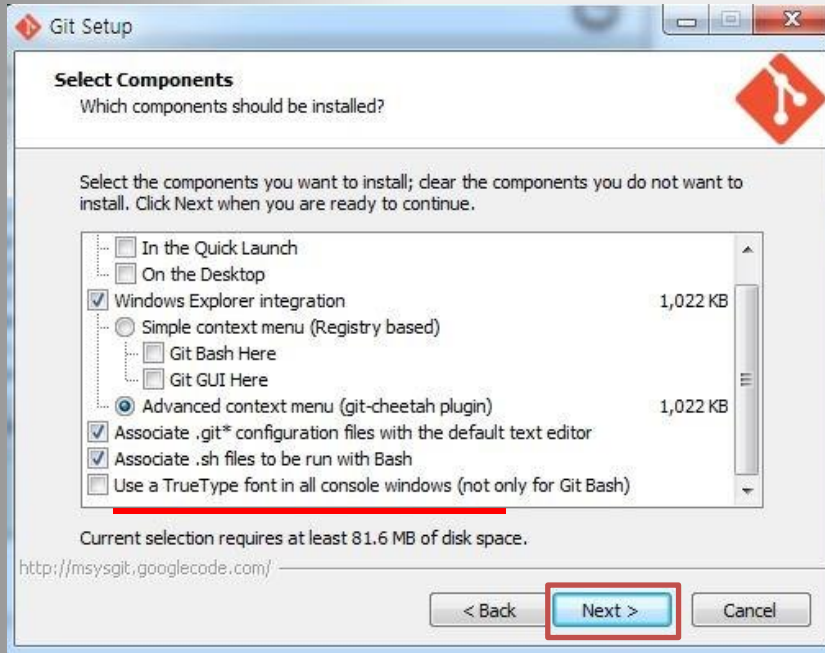 Git Setup
Select Components
Which components should be installed?
Select the components you want to install; clear the components you do not want to
install. Click Next when you are ready to continue.
In the Quick Launch
On the Desktop
Windows Explorer integration 1,022 KB
Simple context menu (Registry based)
Git Bash Here
Git GUI Here
Advanced context menu (git-cheetah plugin) 1,022 KB
Associate .git* configuration files with the default text editor
Associate .sh files to be run with Bash
Use a TrueType font in all console windows (not only for Git Bash)
Current selection requires at least 81.6 MB of disk space.
http://msysgit.googlecode.com/
< Back Next > Cancel